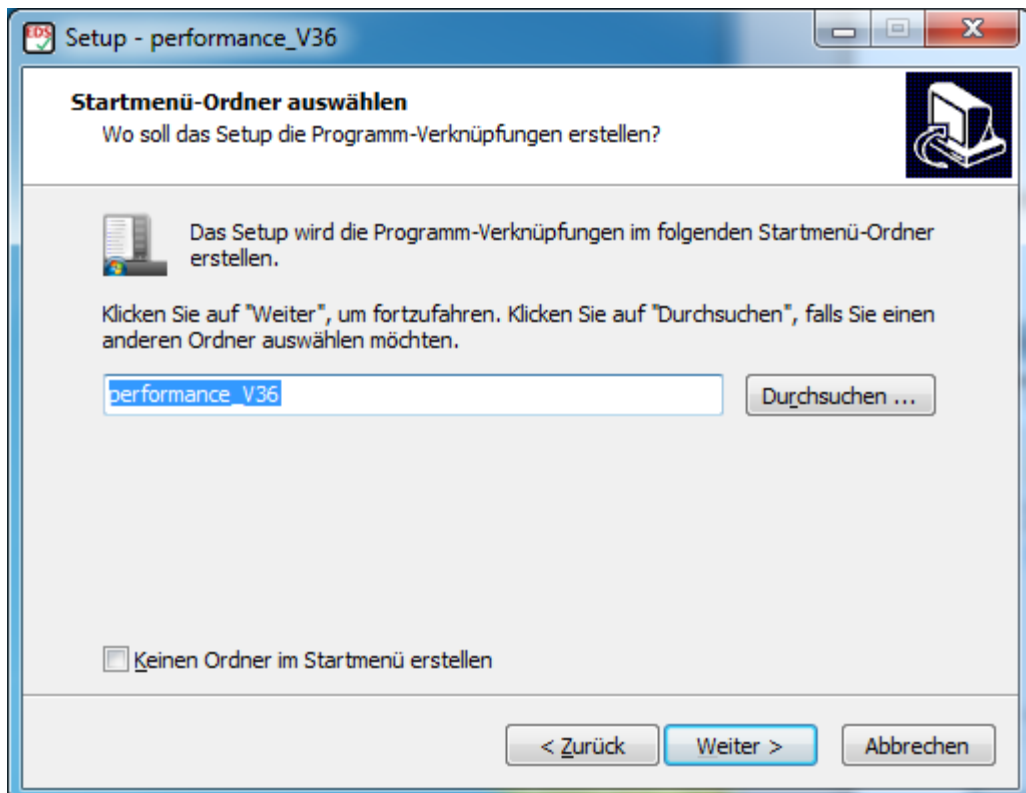 EDS
Setup - performance_V36
Startmenü-Ordner auswählen
Wo soll das Setup die Programm-Verknüpfungen erstellen?
Das Setup wird die Programm-Verknüpfungen im folgenden Startmenü-Ordner
erstellen.
Klicken Sie auf "Weiter", um fortzufahren. Klicken Sie auf "Durchsuchen", falls Sie einen
anderen Ordner auswählen möchten.
performance_V36
Durchsuchen ...
Keinen Ordner im Startmenü erstellen
< Zurück
Weiter >
Abbrechen